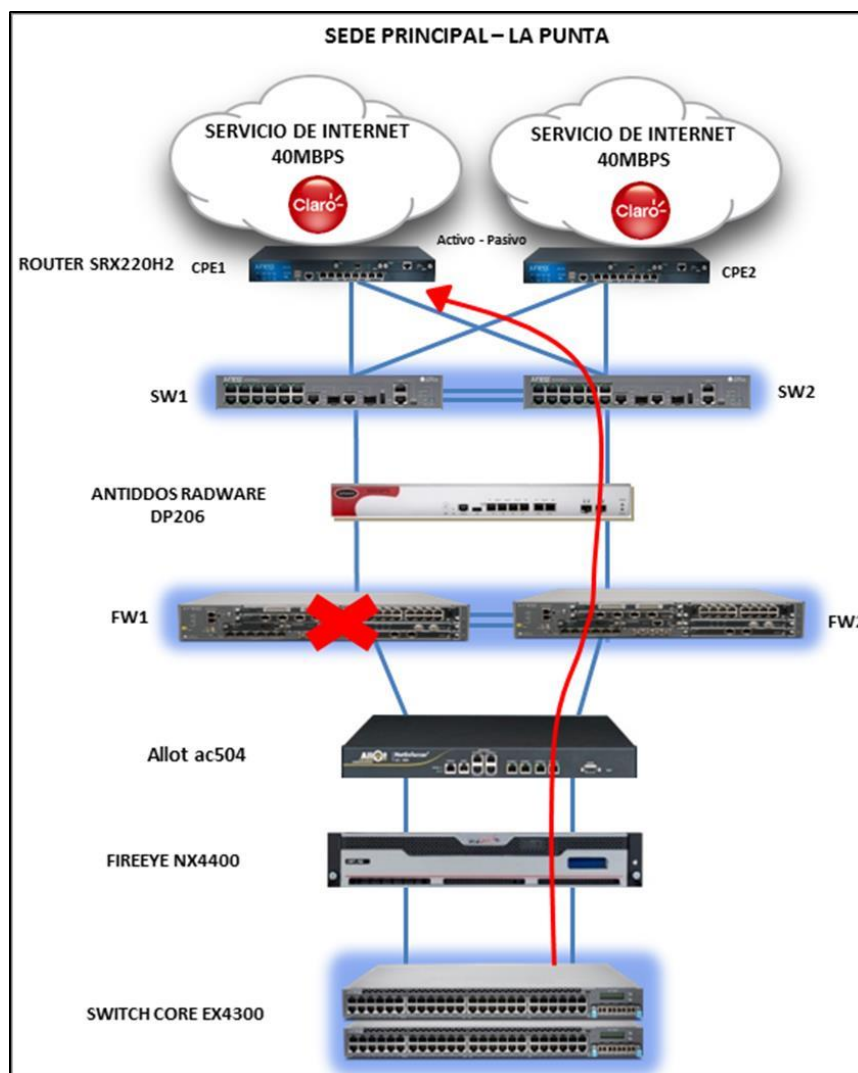 SEDE PRINCIPAL – LA PUNTA
SERVICIO DE INTERNET
40MBPS
Claro
SERVICIO DE INTERNET
40MBPS
Claro
Activo - Pasivo
ROUTER SRX220H2
CPE1
CPE2
SW1
SW2
ANTIDDOS RADWARE
DP206
FW1
FW2
Allot ac504
Allot
FIREEYE NX4400
SWITCH CORE EX4300